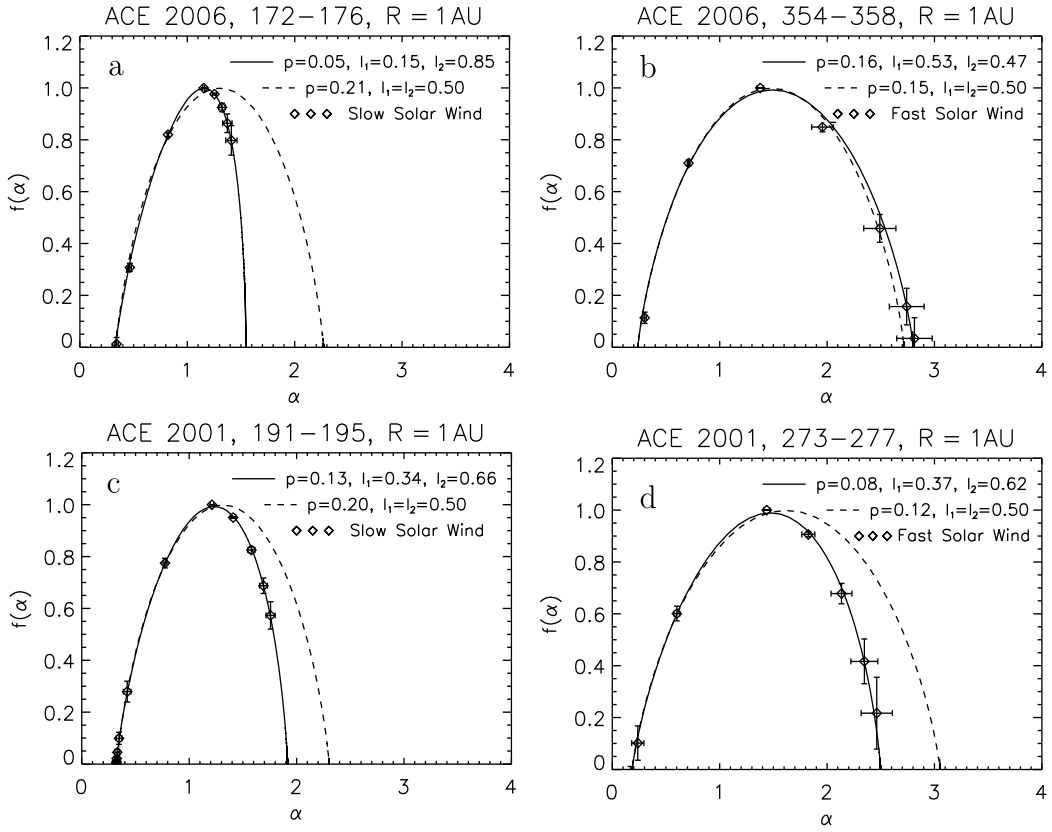 ACE 2006, 172−176, R = 1AU
a
p=0.05, l₁=0.15, l₂=0.85
p=0.21, l₁=l₂=0.50
Slow Solar Wind
f(α)
1.2
1.0
0.8
0.6
0.4
0.2
0
0 1 2 3 4
α
ACE 2006, 354−358, R = 1AU
b
p=0.16, l₁=0.53, l₂=0.47
p=0.15, l₁=l₂=0.50
Fast Solar Wind
f(α)
1.2
1.0
0.8
0.6
0.4
0.2
0
0 1 2 3 4
α
ACE 2001, 191−195, R = 1AU
c
p=0.13, l₁=0.34, l₂=0.66
p=0.20, l₁=l₂=0.50
Slow Solar Wind
f(α)
1.2
1.0
0.8
0.6
0.4
0.2
0
0 1 2 3 4
α
ACE 2001, 273−277, R = 1AU
d
p=0.08, l₁=0.37, l₂=0.62
p=0.12, l₁=l₂=0.50
Fast Solar Wind
f(α)
1.2
1.0
0.8
0.6
0.4
0.2
0
0 1 2 3 4
α